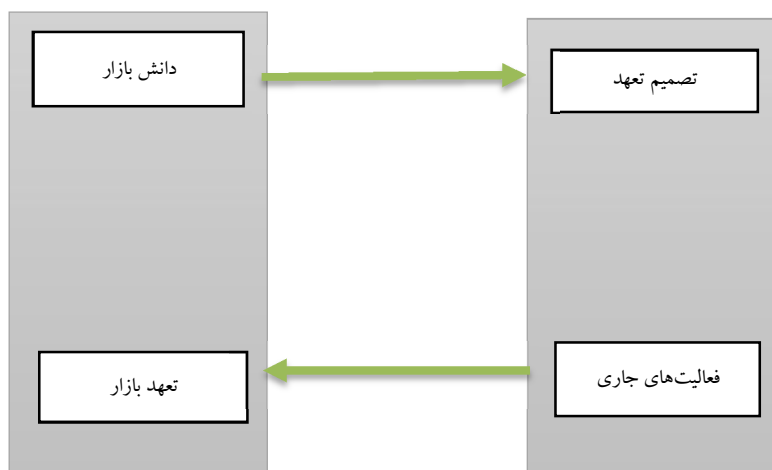 دانش بازار
تصمیم تعهد
تعهد بازار
فعالیت‌های جاری